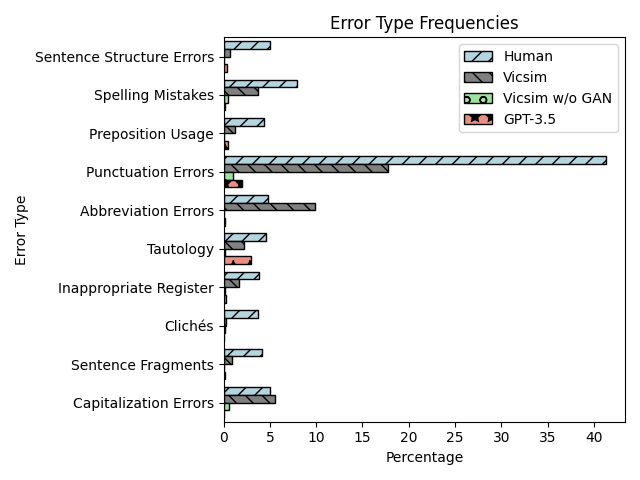 Error Type Frequencies
Human
Vicsim
Vicsim w/o GAN
GPT-3.5
Error Type
Sentence Structure Errors
Spelling Mistakes
Preposition Usage
Punctuation Errors
Abbreviation Errors
Tautology
Inappropriate Register
Clichés
Sentence Fragments
Capitalization Errors
0 5 10 15 20 25 30 35 40
Percentage